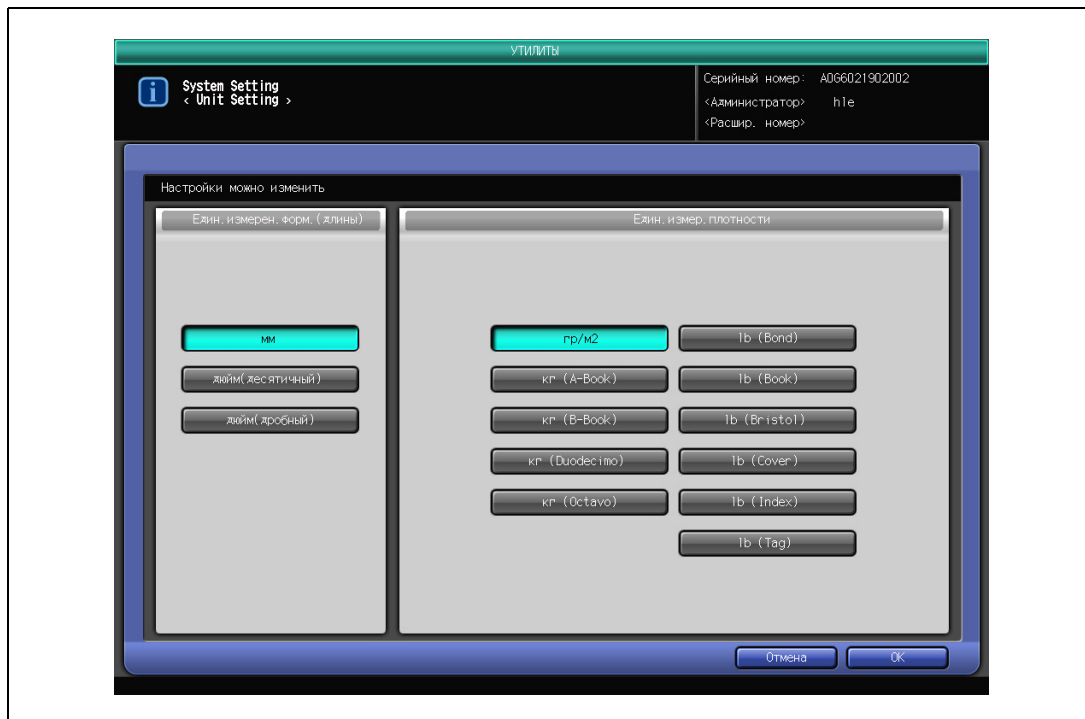 УТИЛИТЫ
System Setting
< Unit Setting >
Серийный номер: A0G6021902002
<Администратор> hle
<Расшир. номер>
Настройки можно изменить
Един.измерен.форм.(длины)
Един.измер.плотности
мм
дюйм(десятичный)
дюйм(дробный)
гр/м2
кг (A-Book)
кг (B-Book)
кг (Duodecimo)
кг (Octavo)
lb (Bond)
lb (Book)
lb (Bristol)
lb (Cover)
lb (Index)
lb (Tag)
Отмена
OK